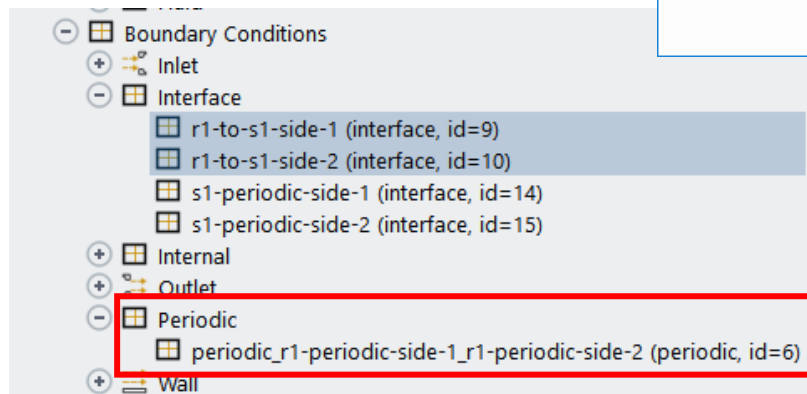 Boundary Conditions
Inlet
Interface
r1-to-s1-side-1 (interface, id=9)
r1-to-s1-side-2 (interface, id=10)
s1-periodic-side-1 (interface, id=14)
s1-periodic-side-2 (interface, id=15)
Internal
Outlet
Periodic
periodic_r1-periodic-side-1_r1-periodic-side-2 (periodic, id=6)
Wall